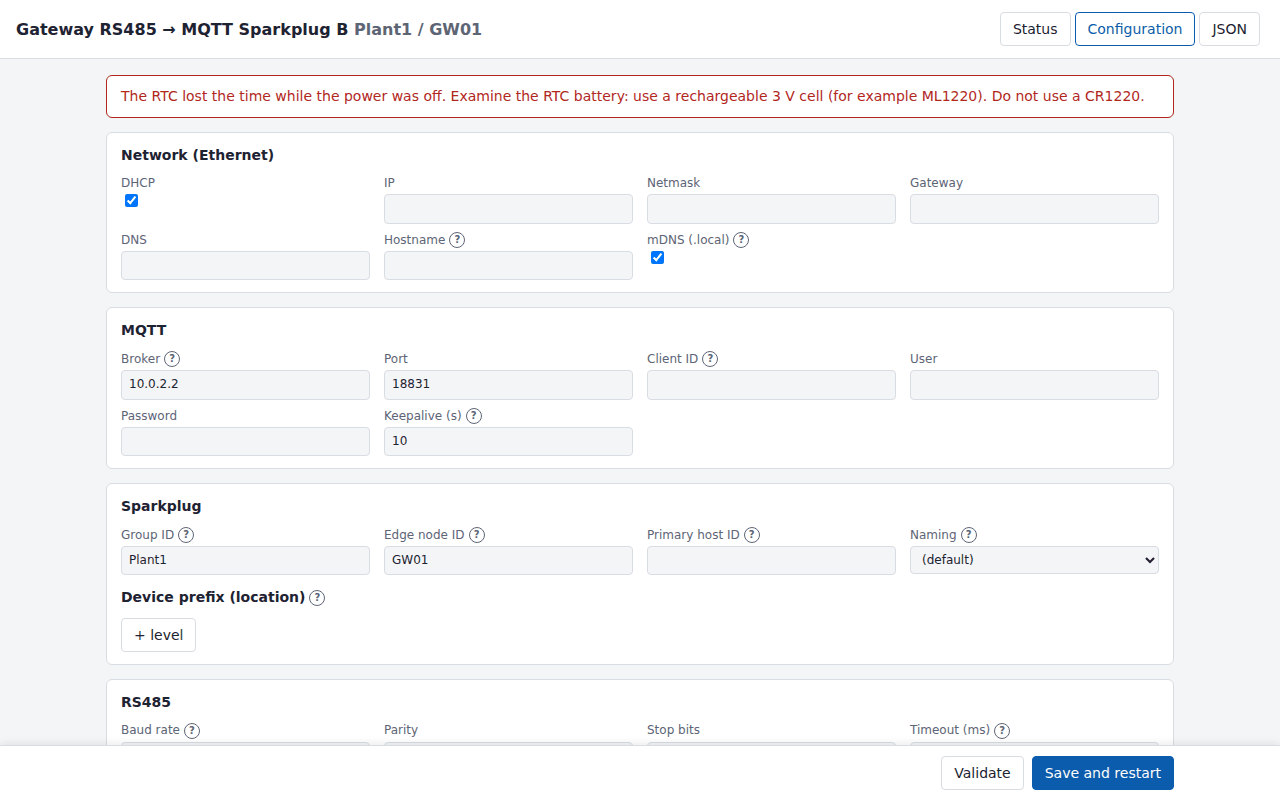 Gateway RS485 → MQTT Sparkplug B Plant1 / GW01
Status
Configuration
JSON
The RTC lost the time while the power was off. Examine the RTC battery: use a rechargeable 3 V cell (for example ML1220). Do not use a CR1220.
Network (Ethernet)
DHCP
IP
Netmask
Gateway
DNS
Hostname ?
mDNS (.local) ?
MQTT
Broker ?
Port
Client ID ?
User
10.0.2.2
18831
Password
Keepalive (s) ?
10
Sparkplug
Group ID ?
Edge node ID ?
Primary host ID ?
Naming ?
Plant1
GW01
(default)
Device prefix (location) ?
+ level
RS485
Baud rate ?
Parity
Stop bits
Timeout (ms) ?
Validate
Save and restart